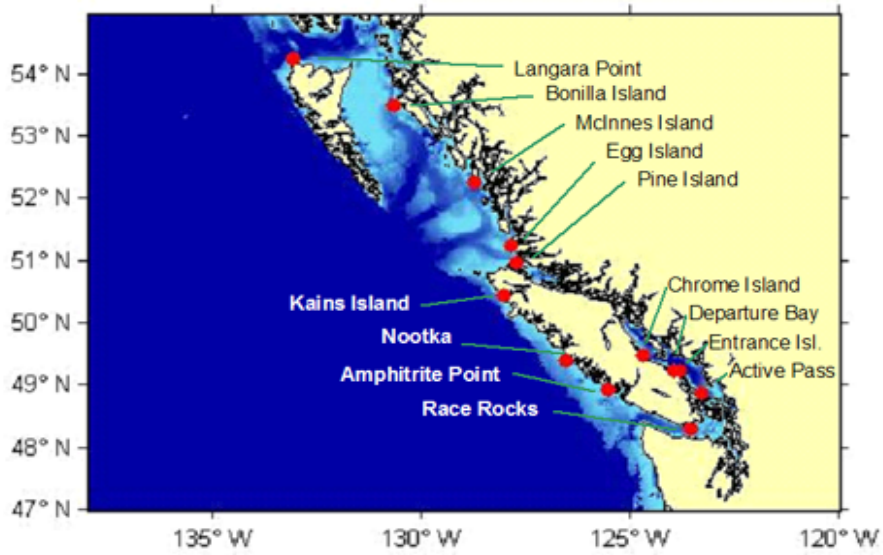 54° N
53° N
52° N
51° N
50° N
49° N
48° N
47° N
Langara Point
Bonilla Island
McInnes Island
Egg Island
Pine Island
Kains Island
Nootka
Amphitrite Point
Race Rocks
Chrome Island
Departure Bay
Entrance Isl.
Active Pass
135° W
130° W
125° W
120° W